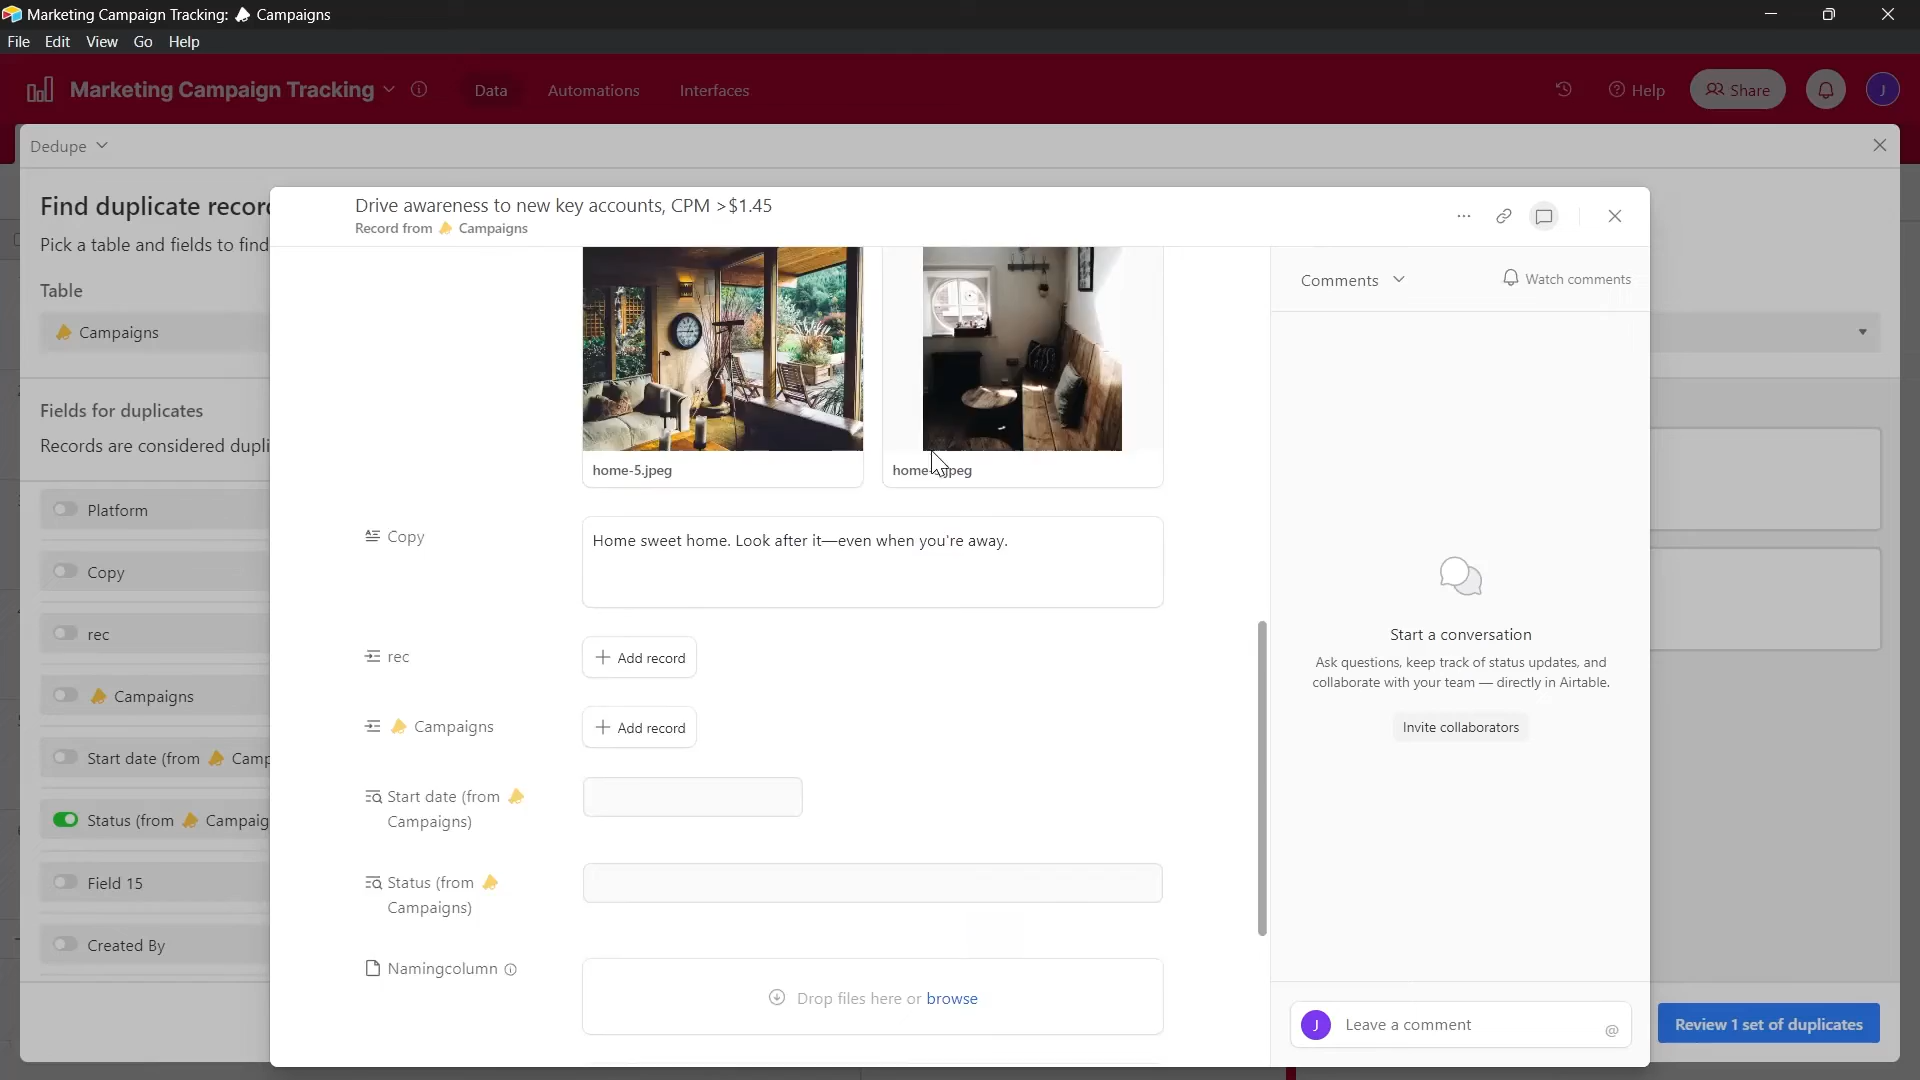 Marketing Campaign Tracking: Campaigns
File Edit View Go Help
Marketing Campaign Tracking
Data
Automations
Interfaces
Help
Share
J
Dedupe
Find duplicate recor
Pick a table and fields to find
Table
Campaigns
Fields for duplicates
Records are considered dupli
Platform
Copy
rec
Campaigns
Start date (from Camp
Status (from Campaig
Field 15
Created By
Drive awareness to new key accounts, CPM >$1.45
Record from Campaigns
home-5.jpeg
Copy
Home sweet home. Look after it—even when you're away.
rec
Add record
Campaigns
Add record
Start date (from
Campaigns)
Status (from
Campaigns)
Namingcolumn
Drop files here or browse
Comments
Watch comments
Start a conversation
Ask questions, keep track of status updates, and
collaborate with your team — directly in Airtable.
Invite collaborators
J
Leave a comment
@
Review 1 set of duplicates